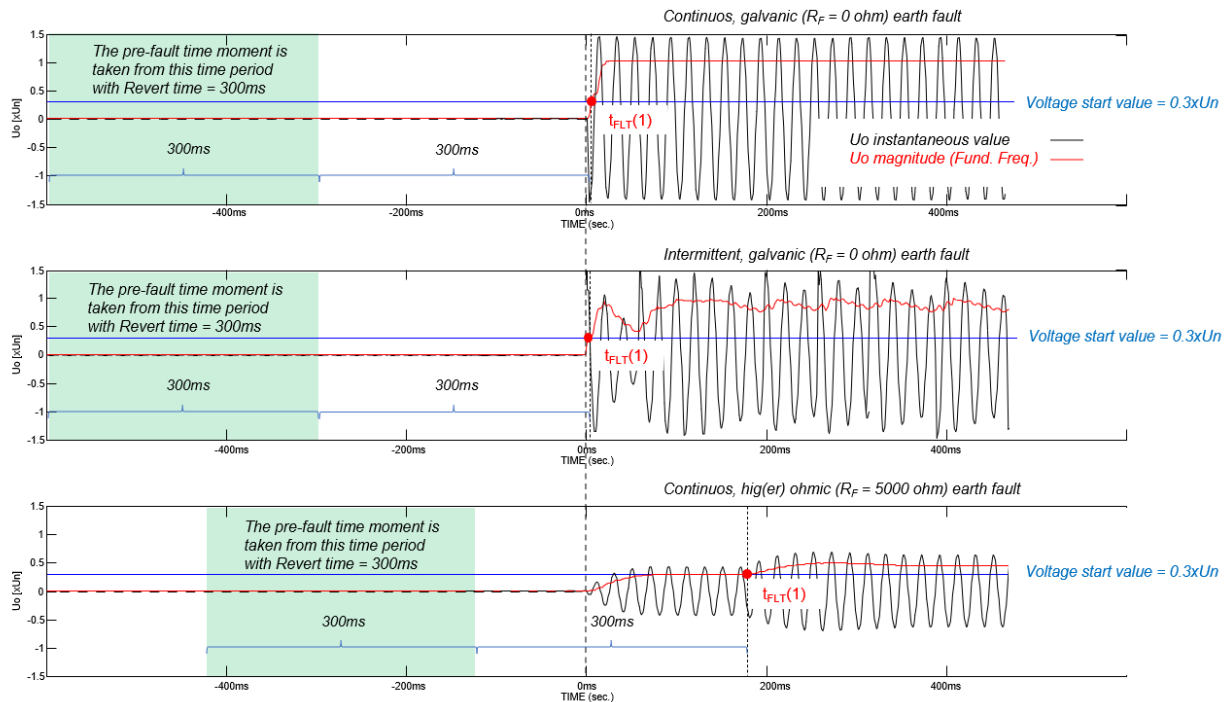 Continuos, galvanic (RF = 0 ohm) earth fault
1.5
The pre-fault time moment is
taken from this time period
with Revert time = 300ms
1
0.5
Voltage start value = 0.3xUn
Uo [xUn]
0
tFLT(1)
Uo instantaneous value
-0.5
300ms
300ms
Uo magnitude (Fund. Freq.)
-1
-1.5
-400ms
-200ms
0ms
200ms
400ms
TIME (sec.)
Intermittent, galvanic (RF = 0 ohm) earth fault
1.5
The pre-fault time moment is
taken from this time period
with Revert time = 300ms
1
0.5
Voltage start value = 0.3xUn
Uo [xUn]
0
tFLT(1)
-0.5
300ms
300ms
-1
-1.5
-400ms
-200ms
0ms
200ms
400ms
TIME (sec.)
Continuos, hig(er) ohmic (RF = 5000 ohm) earth fault
1.5
The pre-fault time moment is
taken from this time period
with Revert time = 300ms
1
0.5
Voltage start value = 0.3xUn
Uo [xUn]
0
tFLT(1)
-0.5
300ms
300ms
-1
-1.5
-400ms
-200ms
0ms
200ms
400ms
TIME (sec.)